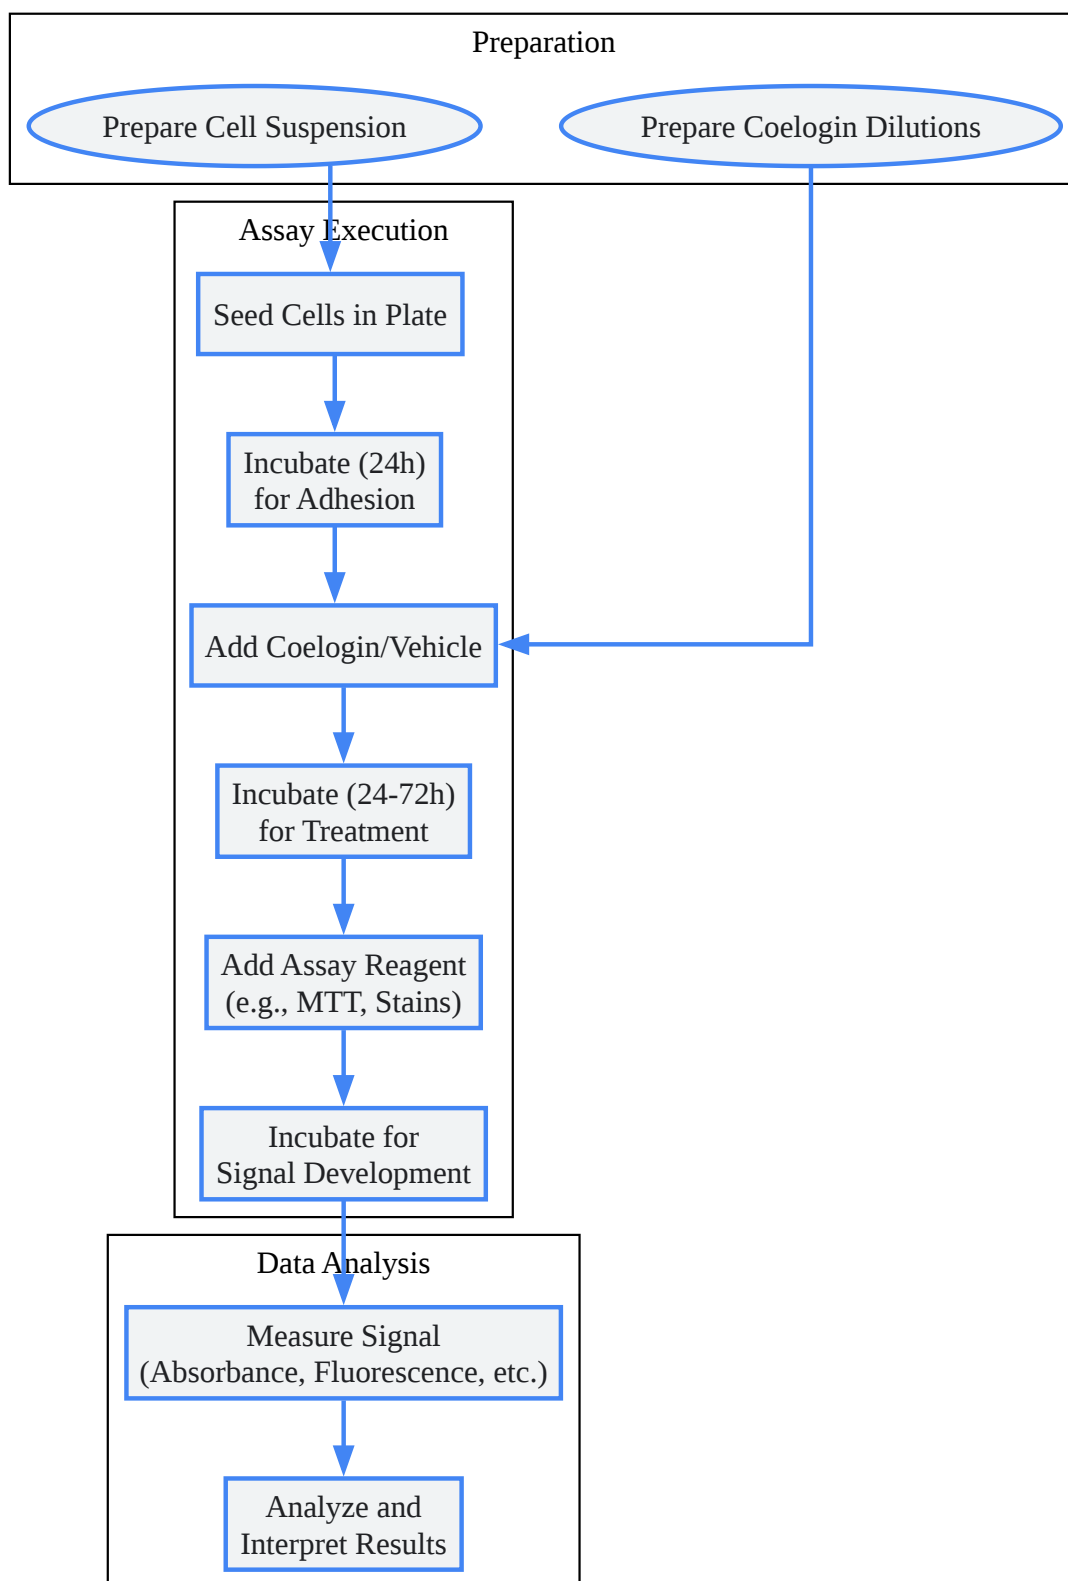 Preparation
Prepare Cell Suspension
Prepare Coelogin Dilutions
Assay Execution
Seed Cells in Plate
Incubate (24h)
for Adhesion
Add Coelogin/Vehicle
Incubate (24-72h)
for Treatment
Add Assay Reagent
(e.g., MTT, Stains)
Incubate for
Signal Development
Data Analysis
Measure Signal
(Absorbance, Fluorescence, etc.)
Analyze and
Interpret Results